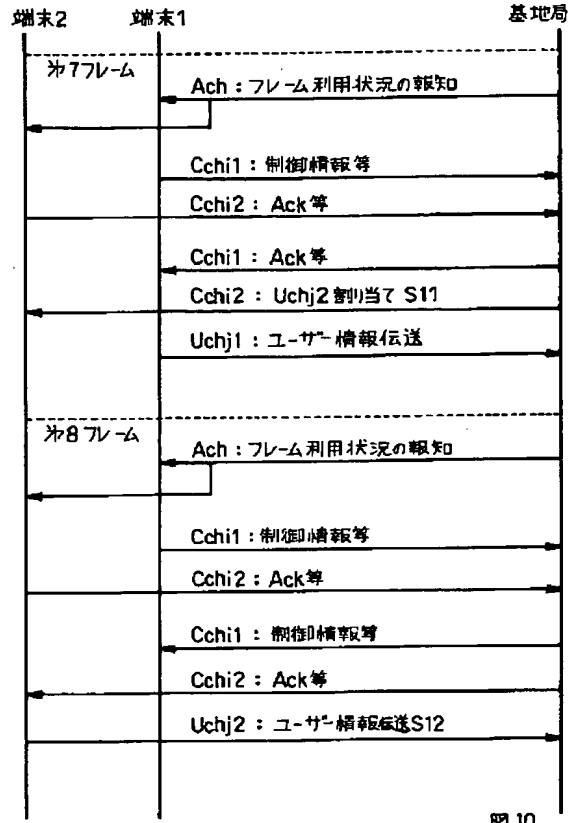 端末2 端末1 基地局
第7フレーム
Ach : フレーム利用状況の報知
Cchi1 : 制御情報等
Cchi2 : Ack等
Cchi1 : Ack等
Cchi2 : Uchj2割り当て S11
Uchj1 : ユーザー情報伝送
第8フレーム
Ach : フレーム利用状況の報知
Cchi1 : 制御情報等
Cchi2 : Ack等
Cchi1 : 制御情報等
Cchi2 : Ack等
Uchj2 : ユーザー情報伝送S12
図10